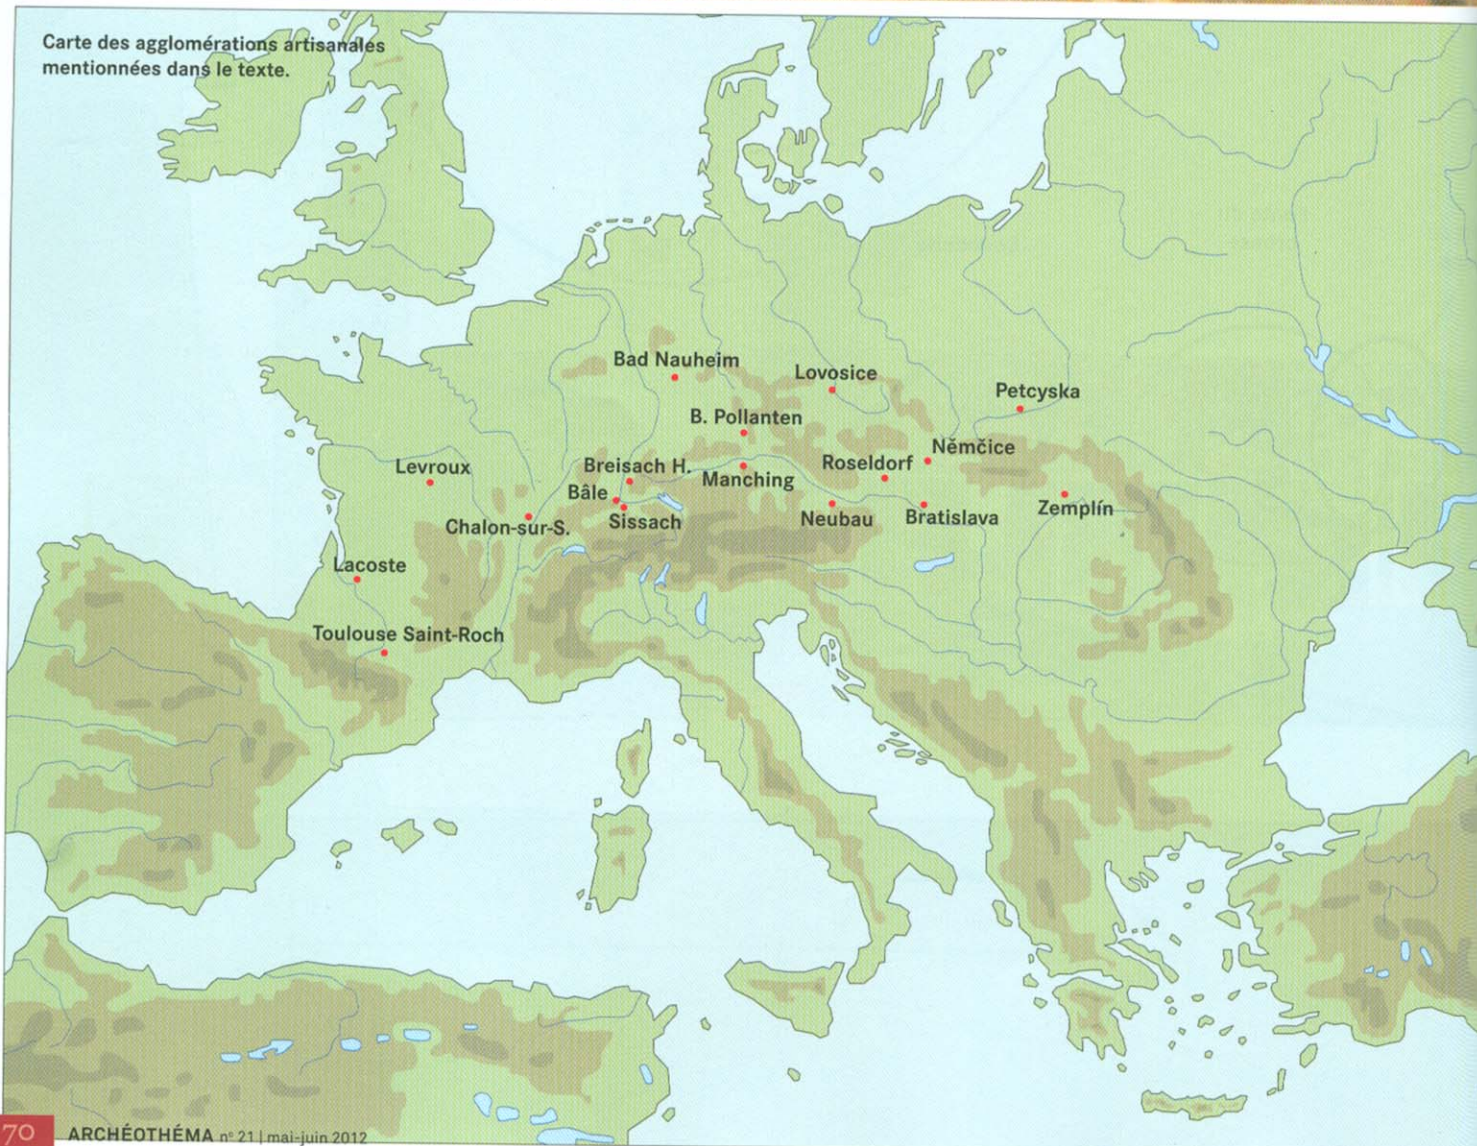 Carte des agglomérations artisanales
mentionnées dans le texte.
Bad Nauheim
Lovosice
Petcyska
B. Pollanten
Němčice
Levroux
Breisach H.
Manching
Roseldorf
Bâle
Sissach
Chalon-sur-S.
Neubau
Bratislava
Zemplín
Lacoste
Toulouse Saint-Roch
70 ARCHÉOTHÉMA n° 21 | mai-juin 2012